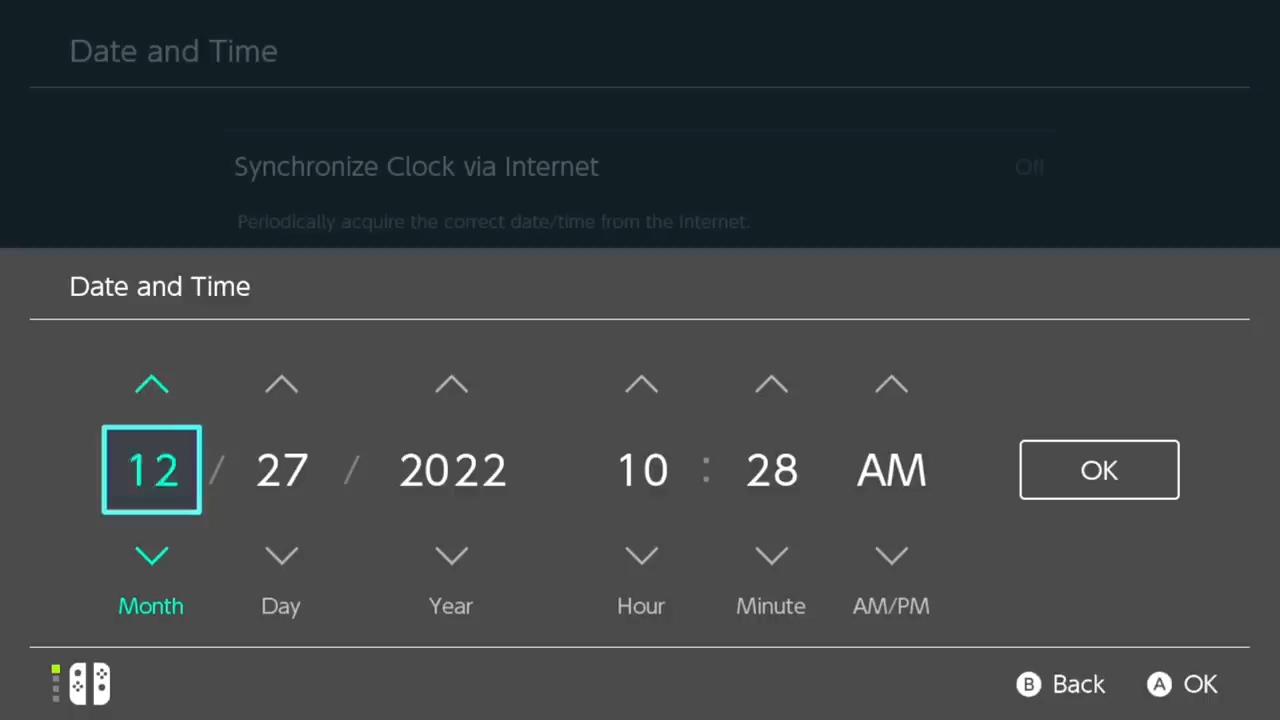 Date and Time
Synchronize Clock via Internet Off
Periodically acquire the correct date/time from the Internet.
Date and Time
12 / 27 / 2022 10 : 28 AM OK
Month Day Year Hour Minute AM/PM
B Back A OK